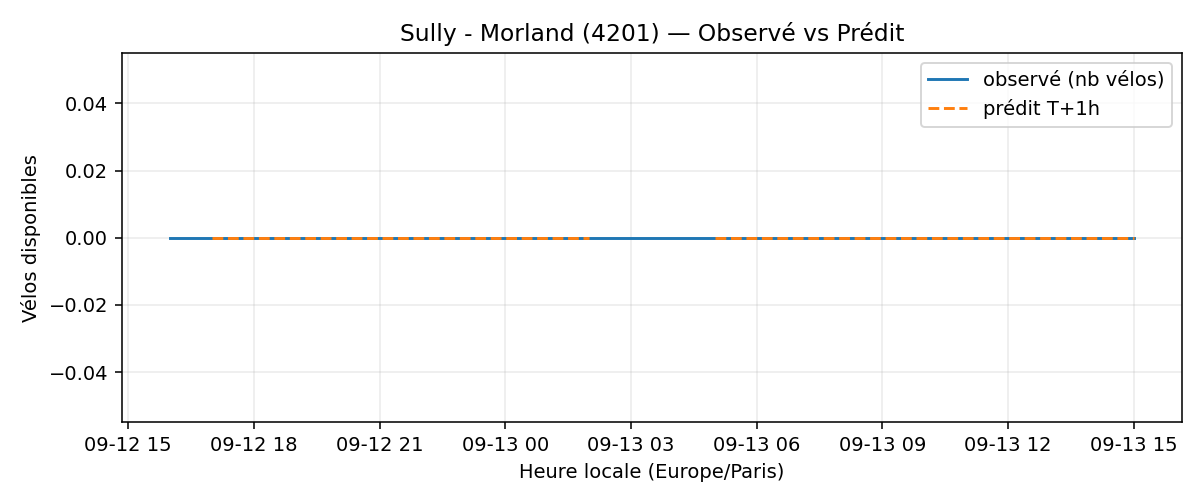 Sully - Morland (4201) — Observé vs Prédit
observé (nb vélos)
prédit T+1h
Vélos disponibles
0.04
0.02
0.00
−0.02
−0.04
09-12 15
09-12 18
09-12 21
09-13 00
09-13 03
09-13 06
09-13 09
09-13 12
09-13 15
Heure locale (Europe/Paris)